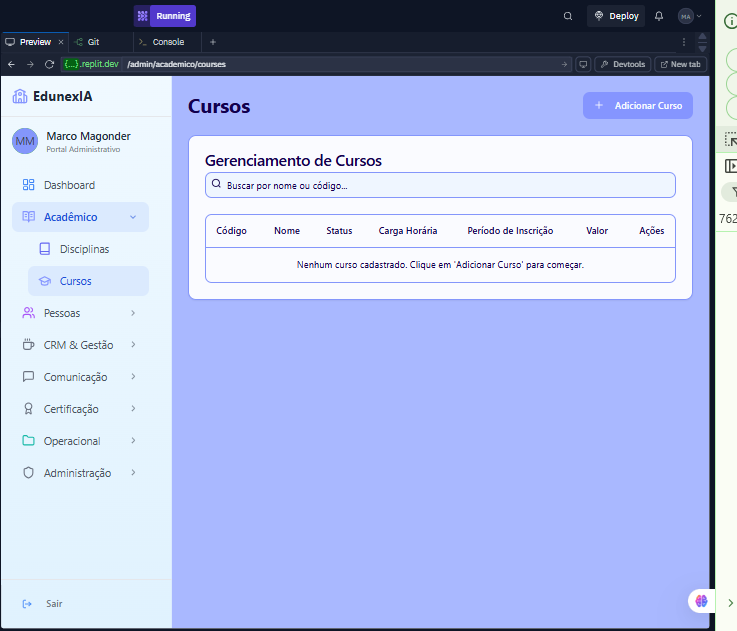 Running
Deploy
MA
Preview
Git
Console
{...}.replit.dev /admin/academico/courses
Devtools
New tab
EdunexIA
Cursos
Adicionar Curso
MM
Marco Magonder
Portal Administrativo
Gerenciamento de Cursos
Buscar por nome ou código...
Dashboard
Acadêmico
Código Nome Status Carga Horária Período de Inscrição Valor Ações
Disciplinas
Nenhum curso cadastrado. Clique em 'Adicionar Curso' para começar.
Cursos
Pessoas
CRM & Gestão
Comunicação
Certificação
Operacional
Administração
Sair
762